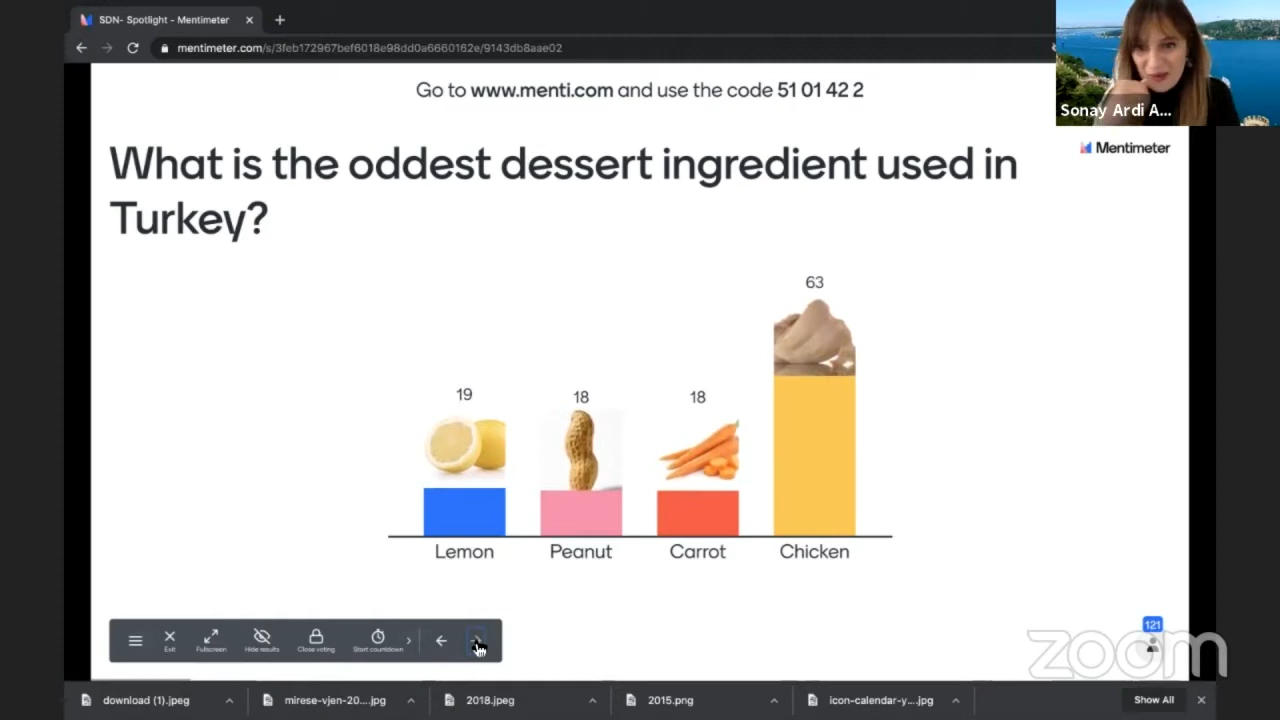 SDN- Spotlight - Mentimeter
mentimeter.com/s/3feb172967bef6018e98dd0a6660162e/9143db8aae02
Go to www.menti.com and use the code 51 01 42 2
Sonay Ardi A...
Mentimeter
What is the oddest dessert ingredient used in
Turkey?
63
19
18
18
Lemon
Peanut
Carrot
Chicken
Exit
Fullscreen
Hide results
Close voting
Start countdown
121
zoom
download (1).jpeg
mirese-vjen-20....jpg
2018.jpeg
2015.png
icon-calendar-y....jpg
Show All